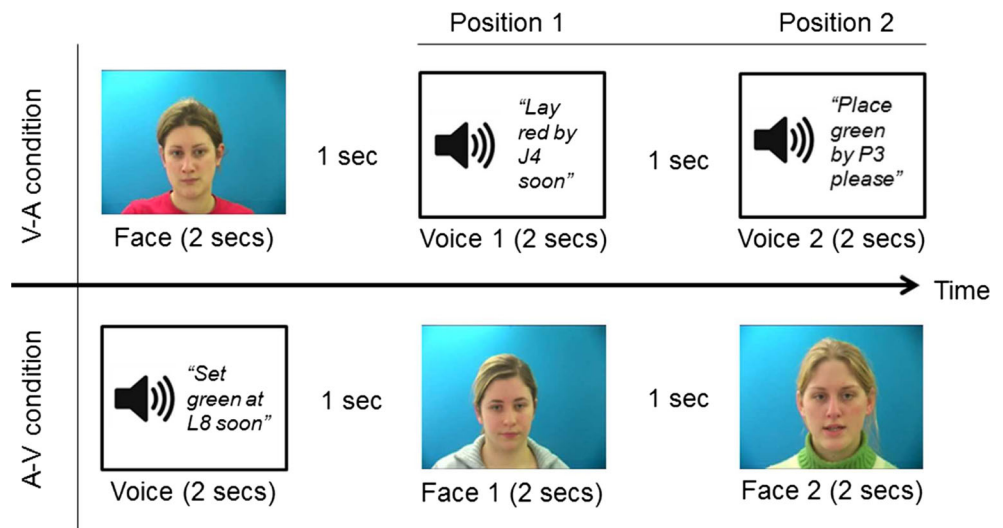 Position 1
Position 2
V-A condition
“Lay
red by
J4
soon”
“Place
green
by P3
please”
1 sec
1 sec
Face (2 secs)
Voice 1 (2 secs)
Voice 2 (2 secs)
Time
A-V condition
“Set
green at
L8 soon”
1 sec
1 sec
Voice (2 secs)
Face 1 (2 secs)
Face 2 (2 secs)